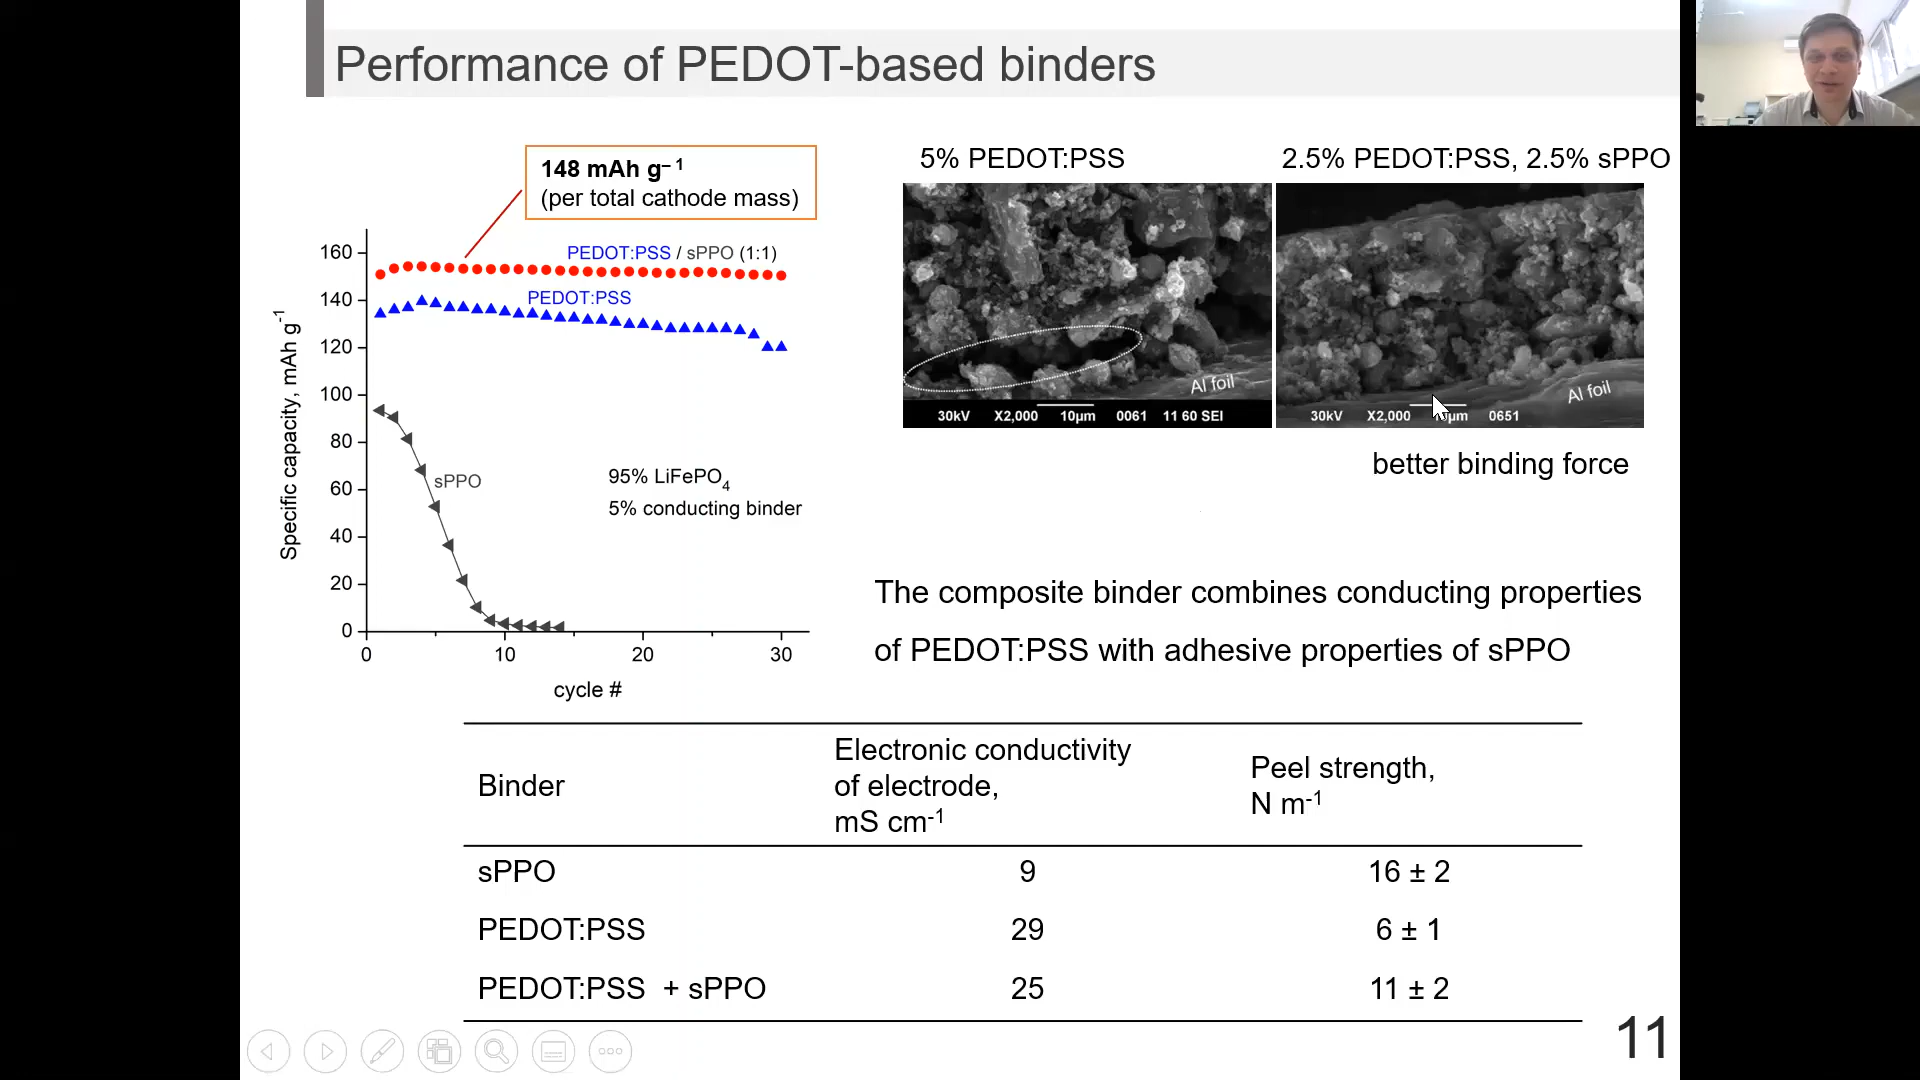 Performance of PEDOT-based binders
148 mAh g⁻¹
(per total cathode mass)
160
140
120
100
80
60
40
20
0
0
10
20
30
Specific capacity, mAh g⁻¹
cycle #
PEDOT:PSS / sPPO (1:1)
PEDOT:PSS
sPPO
95% LiFePO₄
5% conducting binder
5% PEDOT:PSS
2.5% PEDOT:PSS, 2.5% sPPO
Al foil
30kV X2,000 10µm 0061 11 60 SEI
Al foil
30kV X2,000 0651
better binding force
The composite binder combines conducting properties
of PEDOT:PSS with adhesive properties of sPPO
Binder
Electronic conductivity
of electrode,
mS cm⁻¹
Peel strength,
N m⁻¹
sPPO 9 16 ± 2
PEDOT:PSS 29 6 ± 1
PEDOT:PSS + sPPO 25 11 ± 2
11